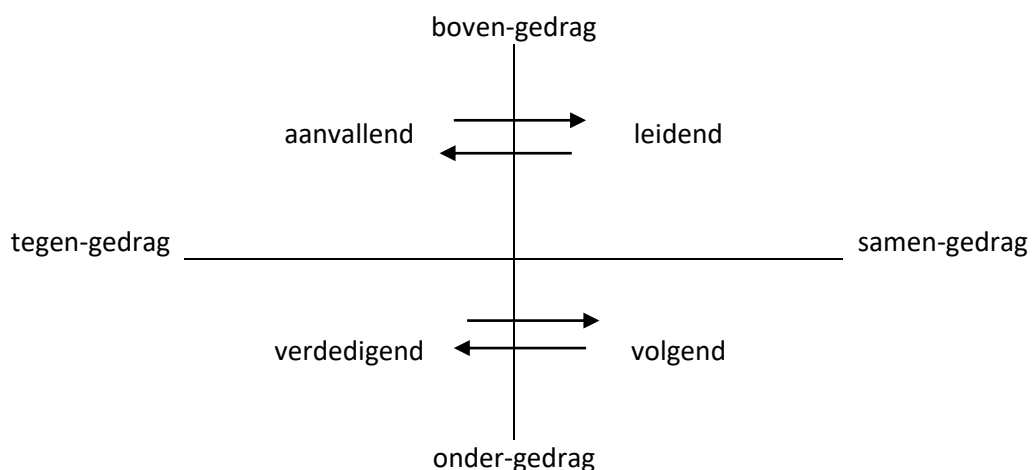 boven-gedrag
aanvallend leidend
tegen-gedrag samen-gedrag
verdedigend volgend
onder-gedrag